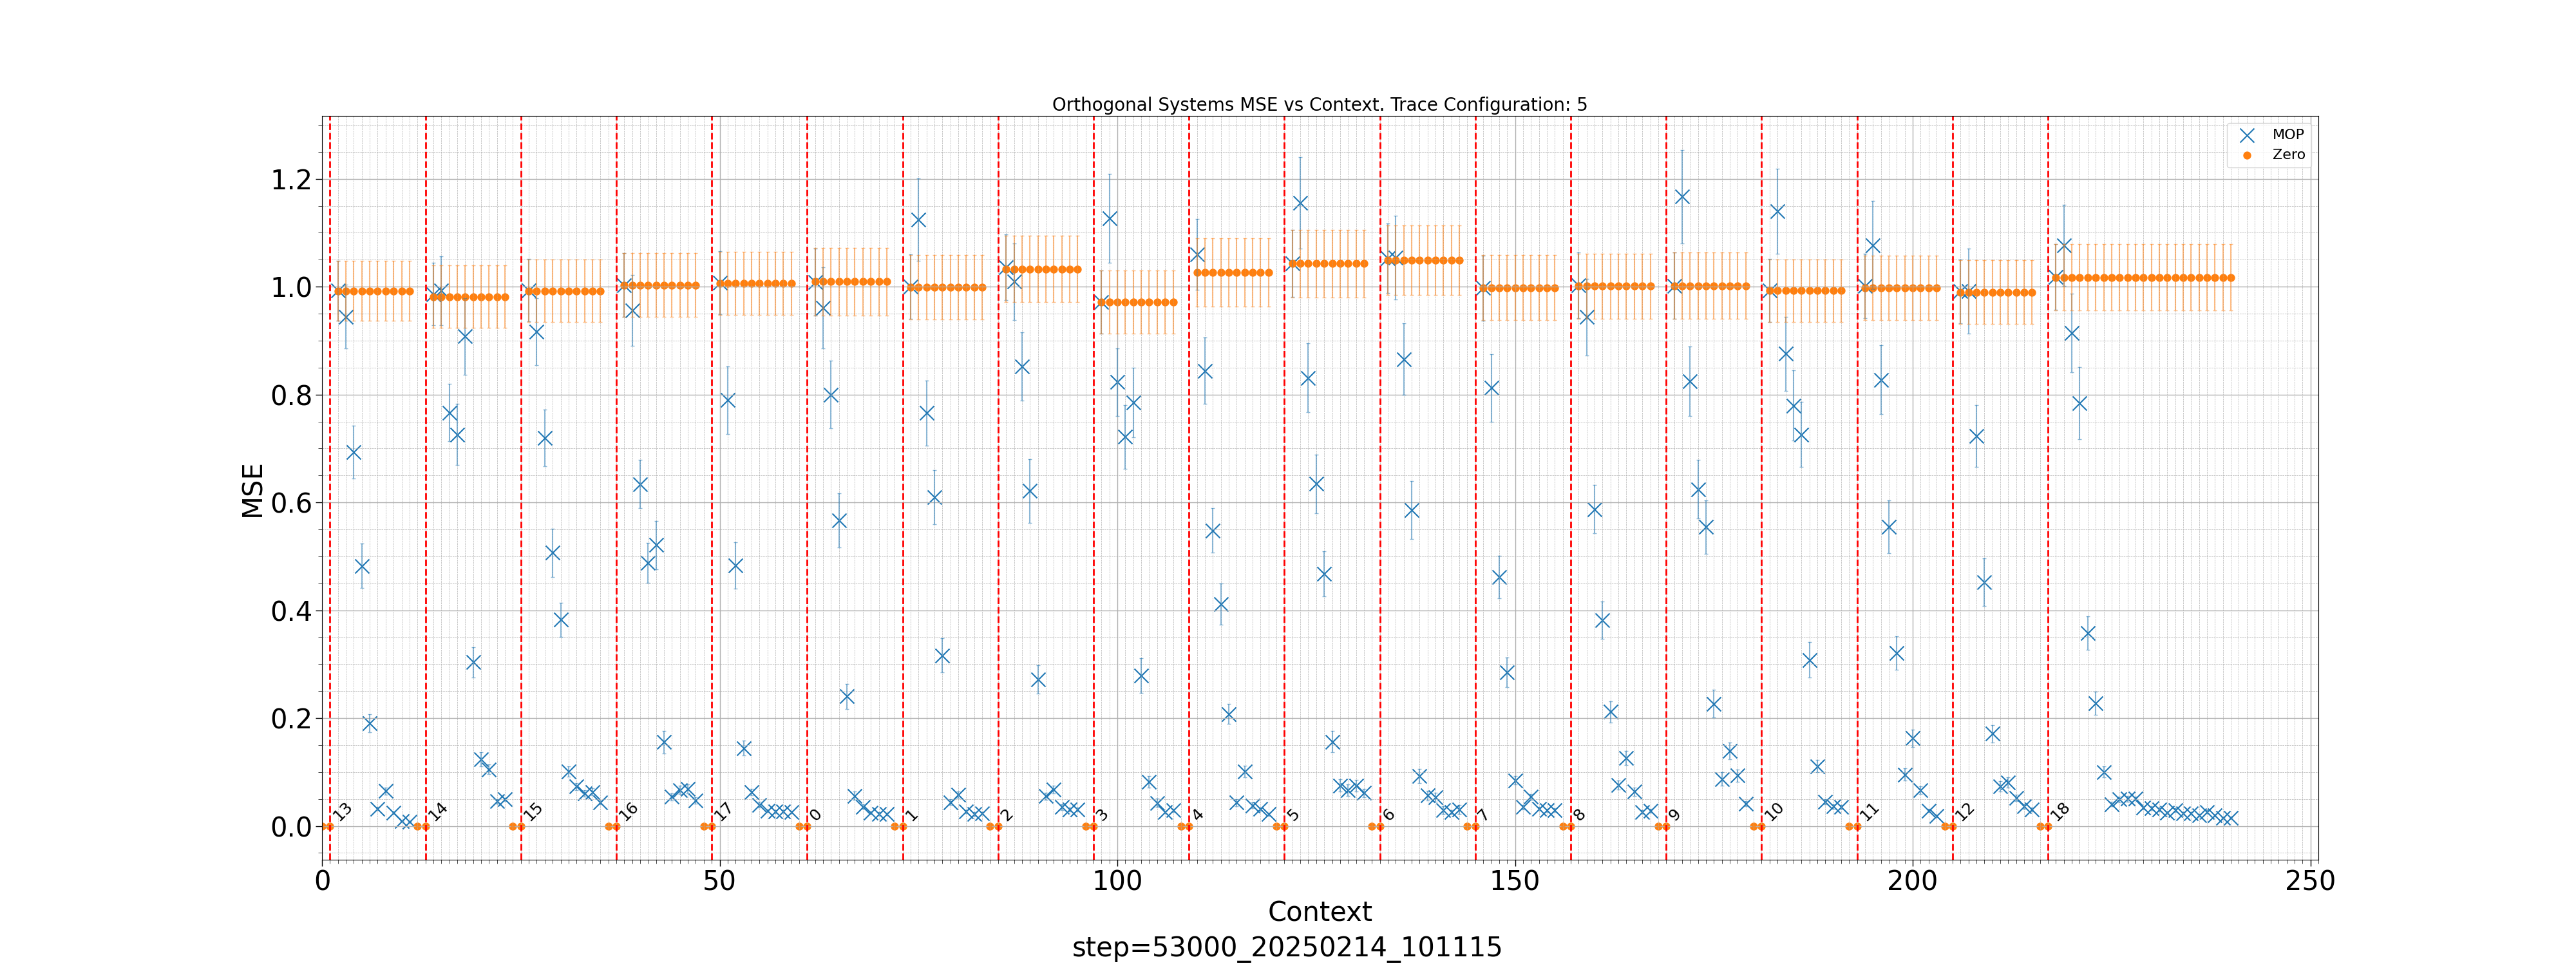 Orthogonal Systems MSE vs Context. Trace Configuration: 5
MOP
Zero
1.2
1.0
0.8
0.6
0.4
0.2
0.0
MSE
13 14 15 16 17 0 1 2 3 4 5 6 7 8 9 10 11 12 18
0 50 100 150 200 250
Context
step=53000_20250214_101115